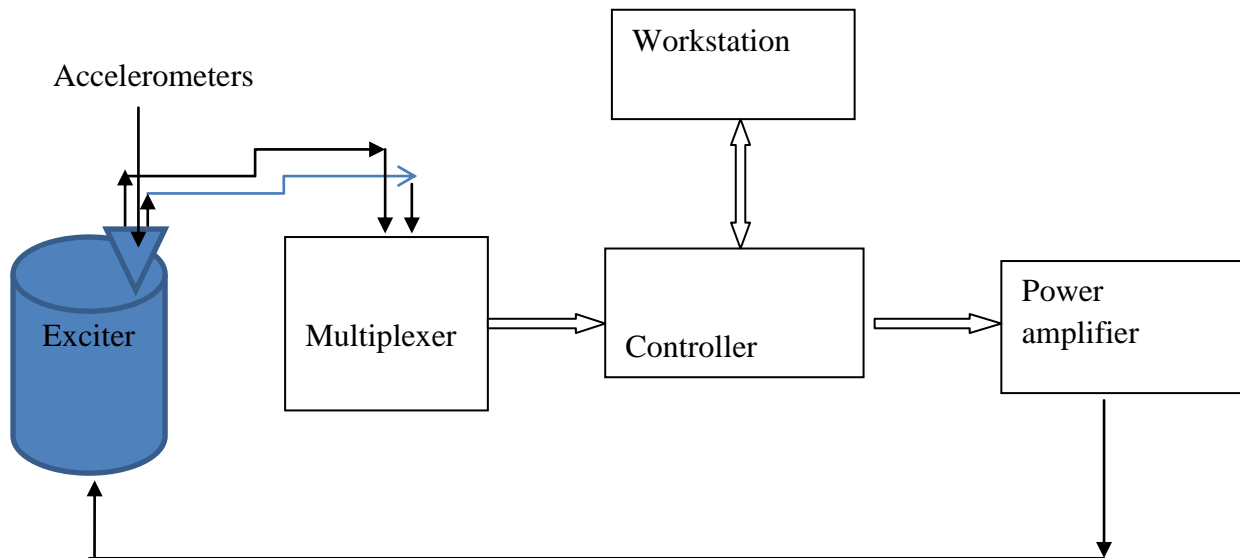 Workstation
Accelerometers
Exciter
Multiplexer
Controller
Power
amplifier